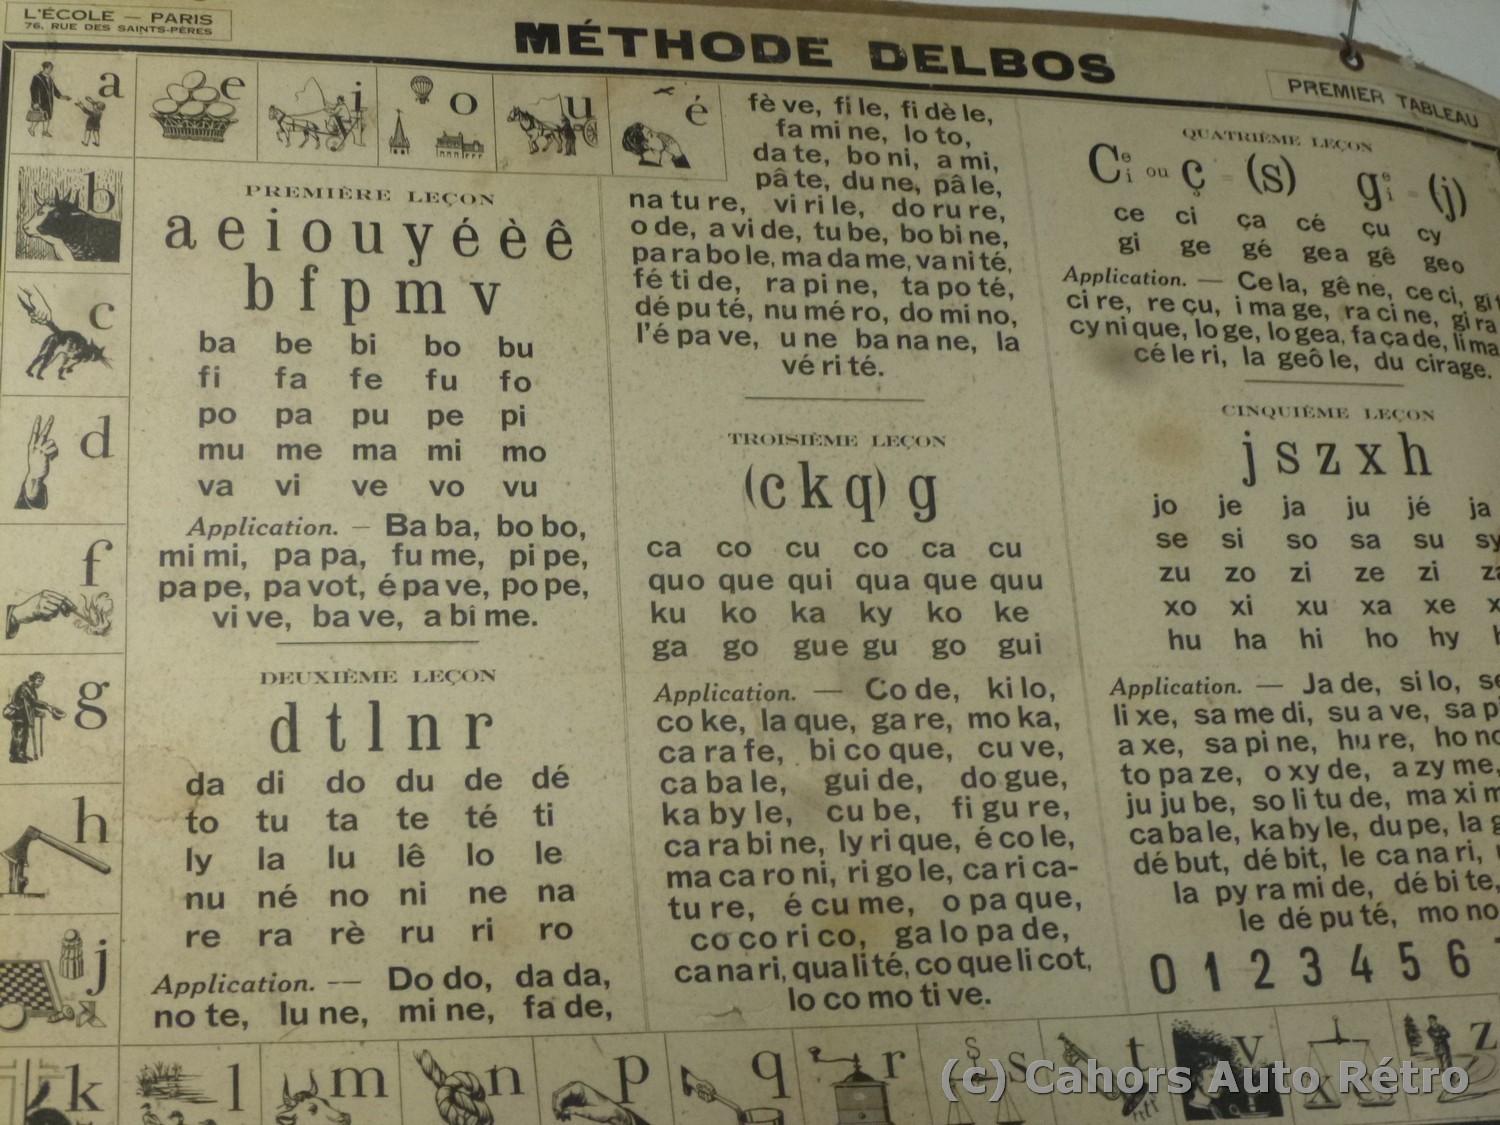 L'ÉCOLE — PARIS
76, RUE DES SAINTS-PÈRES
MÉTHODE DELBOS
PREMIER TABLEAU
a
e
i
o
u
é
b
c
d
f
g
h
j
k
l
m
n
p
q
r
s
t
v
x
z
PREMIÈRE LEÇON
a e i o u y é è ê
b f p m v
ba be bi bo bu
fi fa fe fu fo
po pa pu pe pi
mu me ma mi mo
va vi ve vo vu
Application. — Ba ba, bo bo,
mi mi, pa pa, fu me, pi pe,
pa pe, pa vot, é pa ve, po pe,
vi ve, ba ve, a bî me.
DEUXIÈME LEÇON
d t l n r
da di do du de dé
to tu ta te té ti
ly la lu lê lo le
nu né no ni ne na
re ra rè ru ri ro
Application. — Do do, da da,
no te, lu ne, mi ne, fa de,
fè ve, fi le, fi dè le,
fa mi ne, lo to,
da te, bo ni, a mi,
pâ te, du ne, pâ le,
na tu re, vi ri le, do ru re,
o de, a vi de, tu be, bo bi ne,
pa ra bo le, ma da me, va ni té,
fé ti de, ra pi ne, ta po té,
dé pu té, nu mé ro, do mi no,
l'é pa ve, u ne ba na ne, la
vé ri té.
TROISIÈME LEÇON
(c k q) g
ca co cu co ca cu
quo que qui qua que quu
ku ko ka ky ko ke
ga go gue gu go gui
Application. — Co de, ki lo,
co ke, la que, ga re, mo ka,
ca ra fe, bi co que, cu ve,
ca ba le, gui de, do gue,
ka by le, cu be, fi gu re,
ca ra bi ne, ly ri que, é co le,
ma ca ro ni, ri go le, ca ri ca-
tu re, é cu me, o pa que,
co co ri co, ga lo pa de,
ca na ri, qua li té, co que li cot,
lo co mo ti ve.
QUATRIÈME LEÇON
C e i ou ç = (s) g e i = (j)
ce ci ça cé çu cy
gi ge gé gea gê geo
Application. — Ce la, gê ne, ce ci,
ci re, re çu, i ma ge, ra ci ne,
cy ni que, lo ge, lo gea, fa ça de,
cé le ri, la geô le, du cirage.
CINQUIÈME LEÇON
j s z x h
jo je ja ju jé ja
se si so sa su sy
zu zo zi ze zi
xo xi xu xa xe
hu ha hi ho hy
Application. — Ja de, si lo,
li xe, sa me di, su a ve,
a xe, sa pi ne, hu re,
to pa ze, o xy de, a zy me,
ju ju be, so li tu de,
ca ba le, ka by le, du pe,
dé but, dé bit, le ca na ri,
la py ra mi de, dé bi te,
le dé pu té,
0 1 2 3 4 5 6
(c) Cahors Auto Rétro